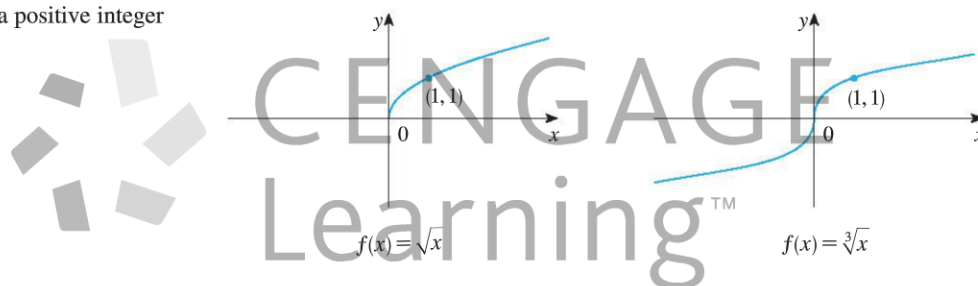 a positive integer
y
(1, 1)
0
x
f(x) = √x
y
(1, 1)
0
x
f(x) = ∛x
CENGAGE
Learning™